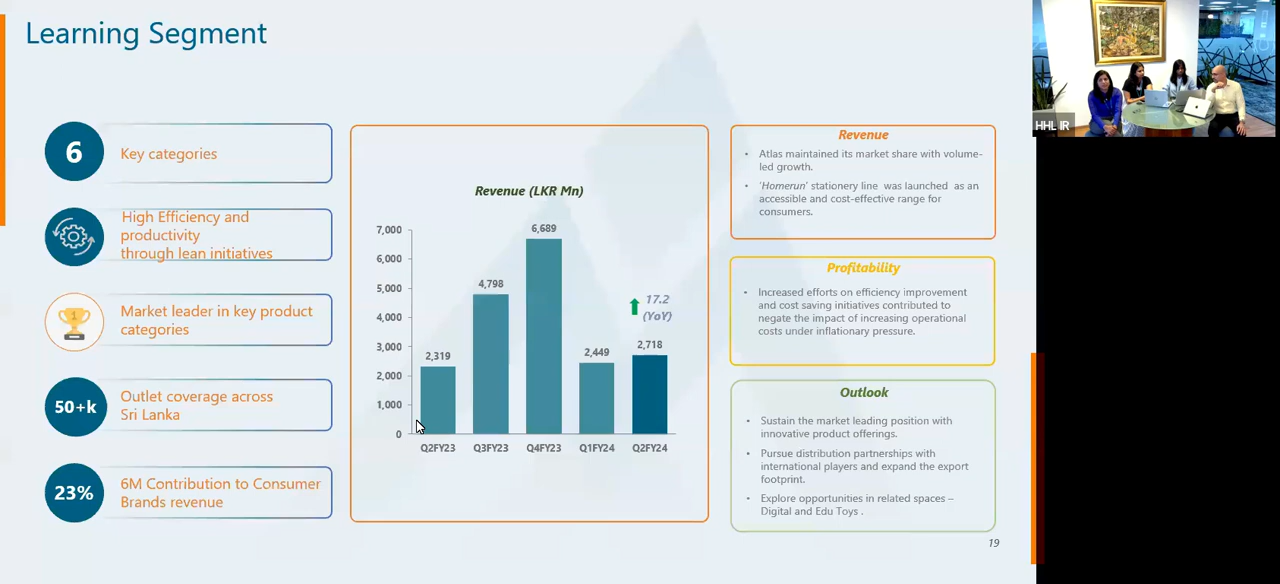 Learning Segment
6
Key categories
High Efficiency and
productivity
through lean initiatives
1
Market leader in key product
categories
50+k
Outlet coverage across
Sri Lanka
23%
6M Contribution to Consumer
Brands revenue
Revenue (LKR Mn)
7,000
6,000
5,000
4,000
3,000
2,000
1,000
0
2,319
4,798
6,689
2,449
2,718
17.2
(YoY)
Q2FY23
Q3FY23
Q4FY23
Q1FY24
Q2FY24
Revenue
• Atlas maintained its market share with volume-
led growth.
• 'Homerun' stationery line was launched as an
accessible and cost-effective range for
consumers.
Profitability
• Increased efforts on efficiency improvement
and cost saving initiatives contributed to
negate the impact of increasing operational
costs under inflationary pressure.
Outlook
• Sustain the market leading position with
innovative product offerings.
• Pursue distribution partnerships with
international players and expand the export
footprint.
• Explore opportunities in related spaces –
Digital and Edu Toys .
19
HHL IR